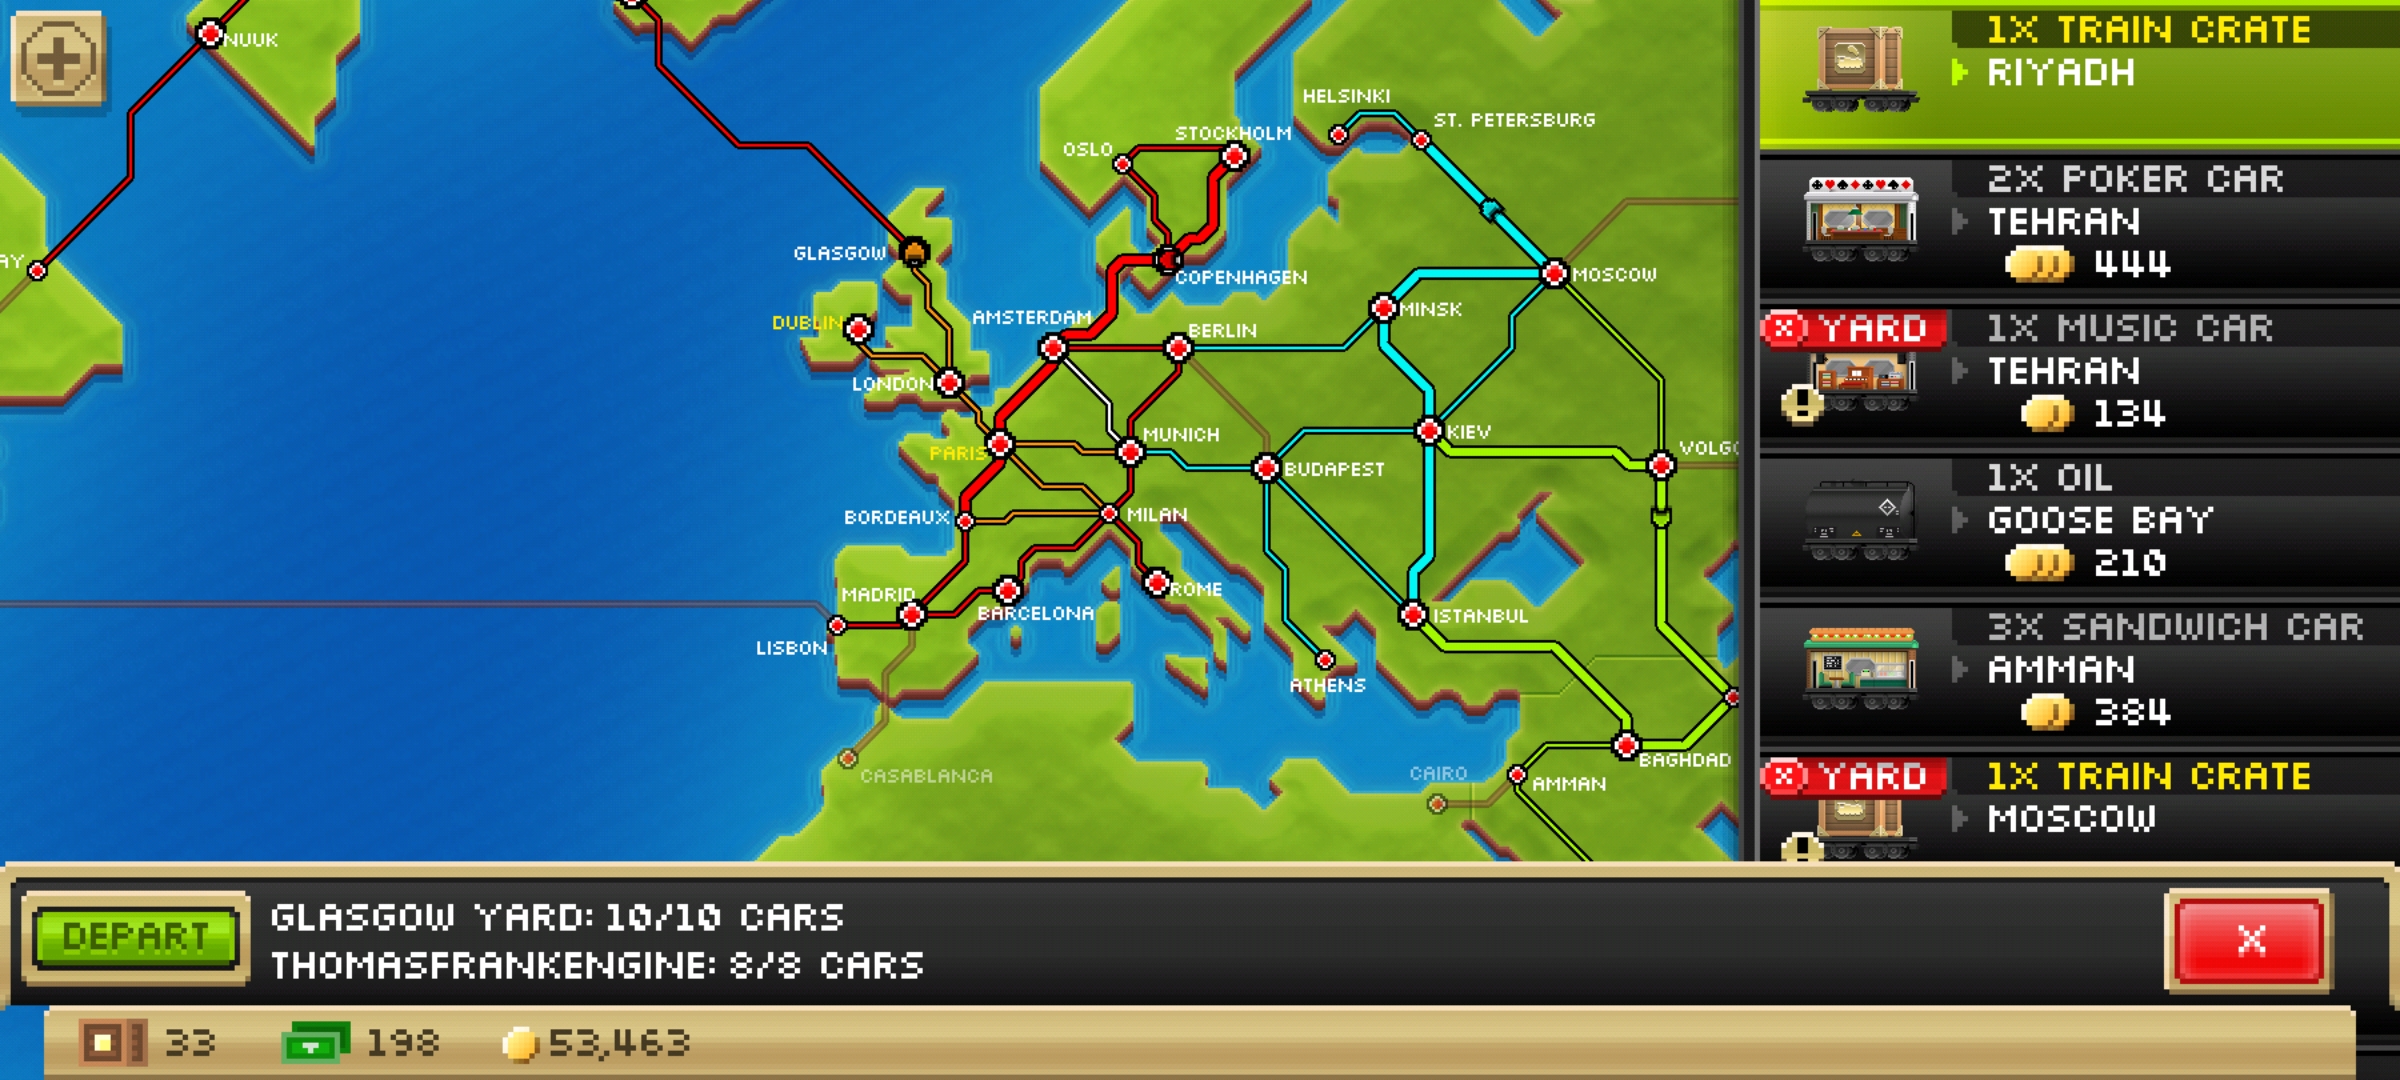 NUUK
AY
GLASGOW
DUBLIN
LONDON
PARIS
BORDEAUX
MADRID
LISBON
BARCELONA
CASABLANCA
AMSTERDAM
OSLO
STOCKHOLM
COPENHAGEN
BERLIN
MUNICH
MILAN
ROME
HELSINKI
ST. PETERSBURG
MOSCOW
MINSK
KIEV
BUDAPEST
VOLGO
ISTANBUL
ATHENS
CAIRO
AMMAN
BAGHDAD
1X TRAIN CRATE
RIYADH
2X POKER CAR
TEHRAN
444
YARD
1X MUSIC CAR
TEHRAN
134
1X OIL
GOOSE BAY
210
3X SANDWICH CAR
AMMAN
384
YARD
1X TRAIN CRATE
MOSCOW
DEPART
GLASGOW YARD: 10/10 CARS
THOMASFRANKENGINE: 8/8 CARS
X
33
198
53,463